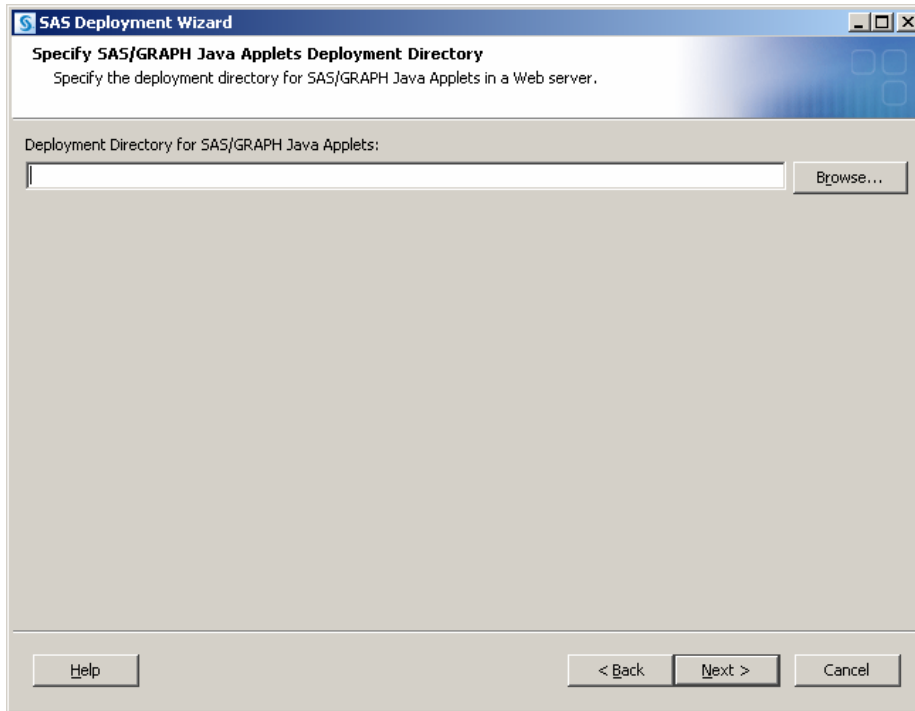 SAS Deployment Wizard
Specify SAS/GRAPH Java Applets Deployment Directory
Specify the deployment directory for SAS/GRAPH Java Applets in a Web server.
Deployment Directory for SAS/GRAPH Java Applets:
Browse...
Help
< Back
Next >
Cancel